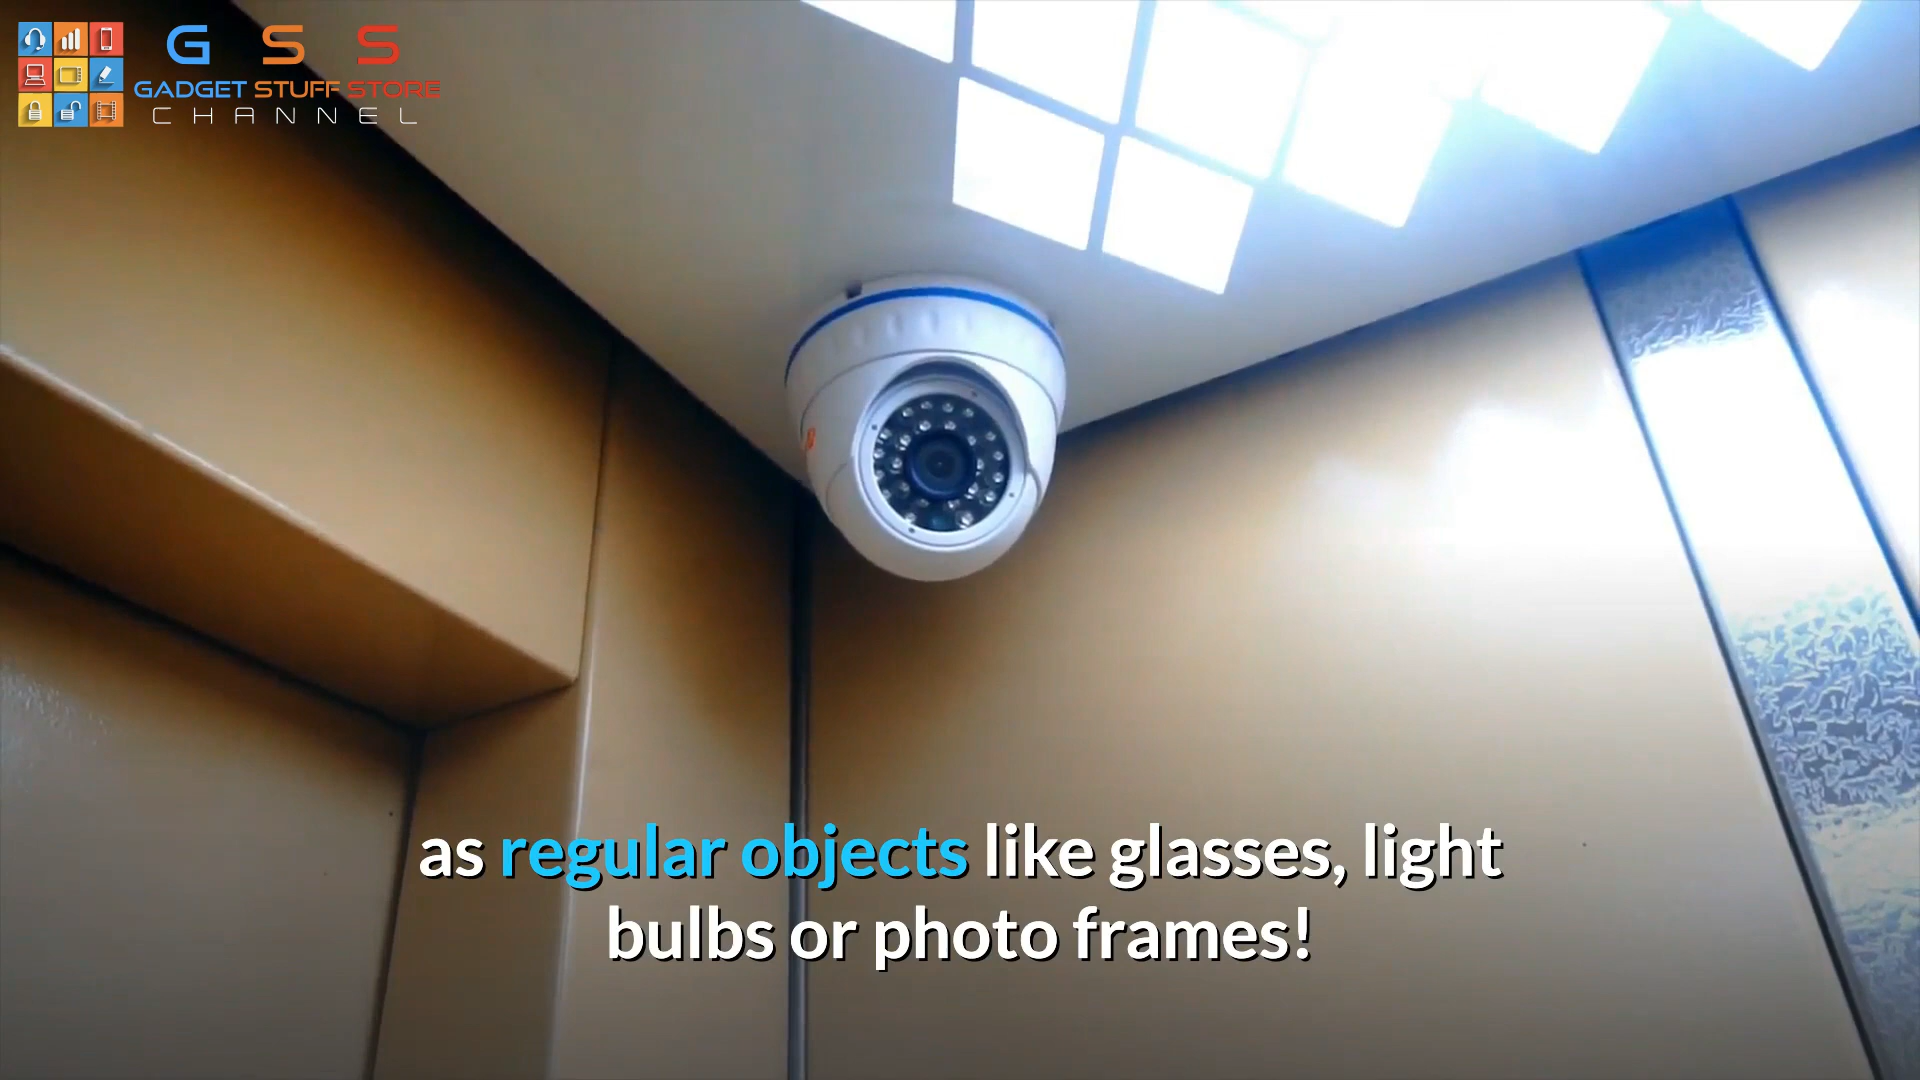 G S S
GADGET STUFF STORE
CHANNEL
as regular objects like glasses, light
bulbs or photo frames!